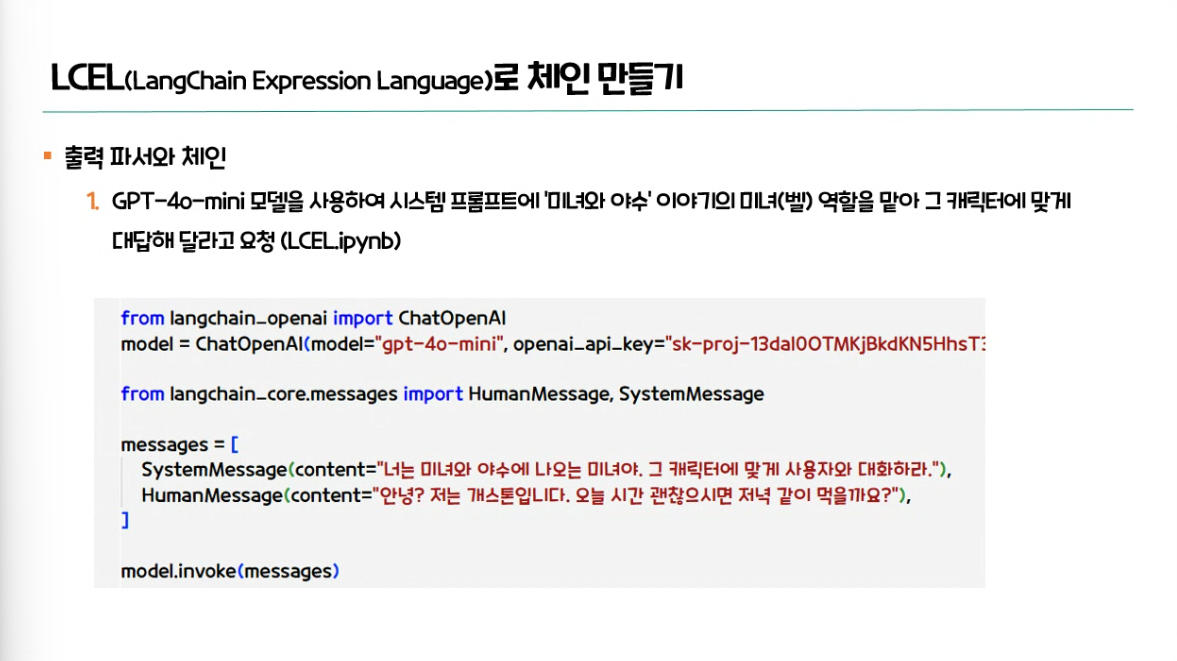 LCEL(LangChain Expression Language)로 체인 만들기
▪ 출력 파서와 체인
1. GPT-4o-mini 모델을 사용하여 시스템 프롬프트에 '미녀와 야수' 이야기의 미녀(벨) 역할을 맡아 그 캐릭터에 맞게
대답해 달라고 요청 (LCEL.ipynb)
from langchain_openai import ChatOpenAI
model = ChatOpenAI(model="gpt-4o-mini", openai_api_key="
from langchain_core.messages import HumanMessage, SystemMessage
messages = [
SystemMessage(content="너는 미녀와 야수에 나오는 미녀야. 그 캐릭터에 맞게 사용자와 대화하라."),
HumanMessage(content="안녕? 저는 개스톤입니다. 오늘 시간 괜찮으시면 저녁 같이 먹을까요?"),
]
model.invoke(messages)